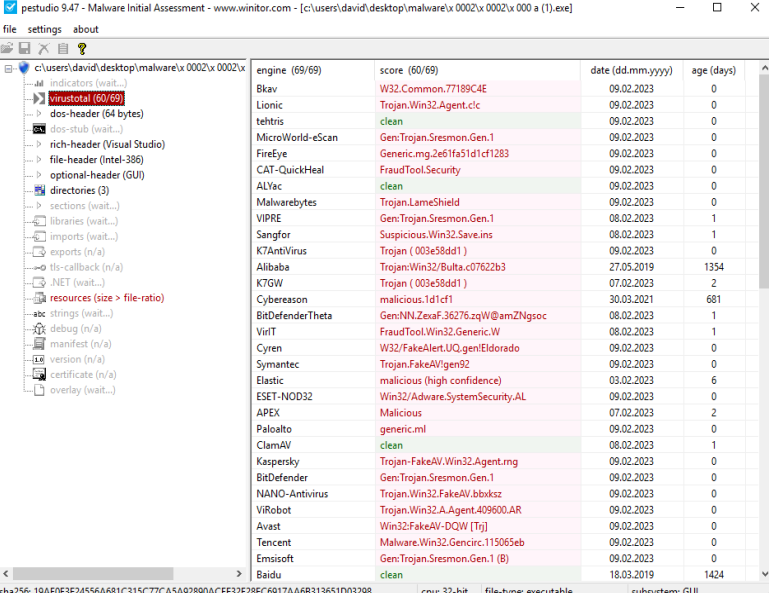 pestudio 9.47 - Malware Initial Assessment - www.winitor.com - [c:\users\david\desktop\malware\x 0002\x 0002\x 000 a (1).exe]
file settings about
c:\users\david\desktop\malware\x 0002\x 0002\x
indicators (wait...)
virustotal (60/69)
dos-header (64 bytes)
dos-stub (wait...)
rich-header (Visual Studio)
file-header (Intel-386)
optional-header (GUI)
directories (3)
sections (wait...)
libraries (wait...)
imports (wait...)
exports (n/a)
tls-callback (n/a)
.NET (wait...)
resources (size > file-ratio)
abc strings (wait...)
debug (n/a)
manifest (n/a)
1.0 version (n/a)
certificate (n/a)
overlay (wait...)
engine (69/69) score (60/69) date (dd.mm.yyyy) age (days)
Bkav W32.Common.77189C4E 09.02.2023 0
Lionic Trojan.Win32.Agent.c!c 09.02.2023 0
tehtris clean 09.02.2023 0
MicroWorld-eScan Gen:Trojan.Sresmon.Gen.1 09.02.2023 0
FireEye Generic.mg.2e61fa51d1cf1283 09.02.2023 0
CAT-QuickHeal FraudTool.Security 09.02.2023 0
ALYac clean 09.02.2023 0
Malwarebytes Trojan.LameShield 09.02.2023 0
VIPRE Gen:Trojan.Sresmon.Gen.1 08.02.2023 1
Sangfor Suspicious.Win32.Save.ins 08.02.2023 1
K7AntiVirus Trojan ( 003e58dd1 ) 09.02.2023 0
Alibaba Trojan:Win32/Bulta.c07622b3 27.05.2019 1354
K7GW Trojan ( 003e58dd1 ) 07.02.2023 2
Cybereason malicious.1d1cf1 30.03.2021 681
BitDefenderTheta Gen:NN.ZexaF.36276.zqW@amZNgsoc 08.02.2023 1
VirIT FraudTool.Win32.Generic.W 08.02.2023 1
Cyren W32/FakeAlert.UQ.gen!Eldorado 09.02.2023 0
Symantec Trojan.FakeAV!gen92 09.02.2023 0
Elastic malicious (high confidence) 03.02.2023 6
ESET-NOD32 Win32/Adware.SystemSecurity.AL 09.02.2023 0
APEX Malicious 07.02.2023 2
Paloalto generic.ml 09.02.2023 0
ClamAV clean 08.02.2023 1
Kaspersky Trojan-FakeAV.Win32.Agent.rng 09.02.2023 0
BitDefender Gen:Trojan.Sresmon.Gen.1 09.02.2023 0
NANO-Antivirus Trojan.Win32.FakeAV.bbxksz 09.02.2023 0
ViRobot Trojan.Win32.A.Agent.409600.AR 09.02.2023 0
Avast Win32:FakeAV-DQW [Trj] 09.02.2023 0
Tencent Malware.Win32.Gencirc.115065eb 09.02.2023 0
Emsisoft Gen:Trojan.Sresmon.Gen.1 (B) 09.02.2023 0
Baidu clean 18.03.2019 1424
cpu: 32-bit file-type: executable subsystem: GUI